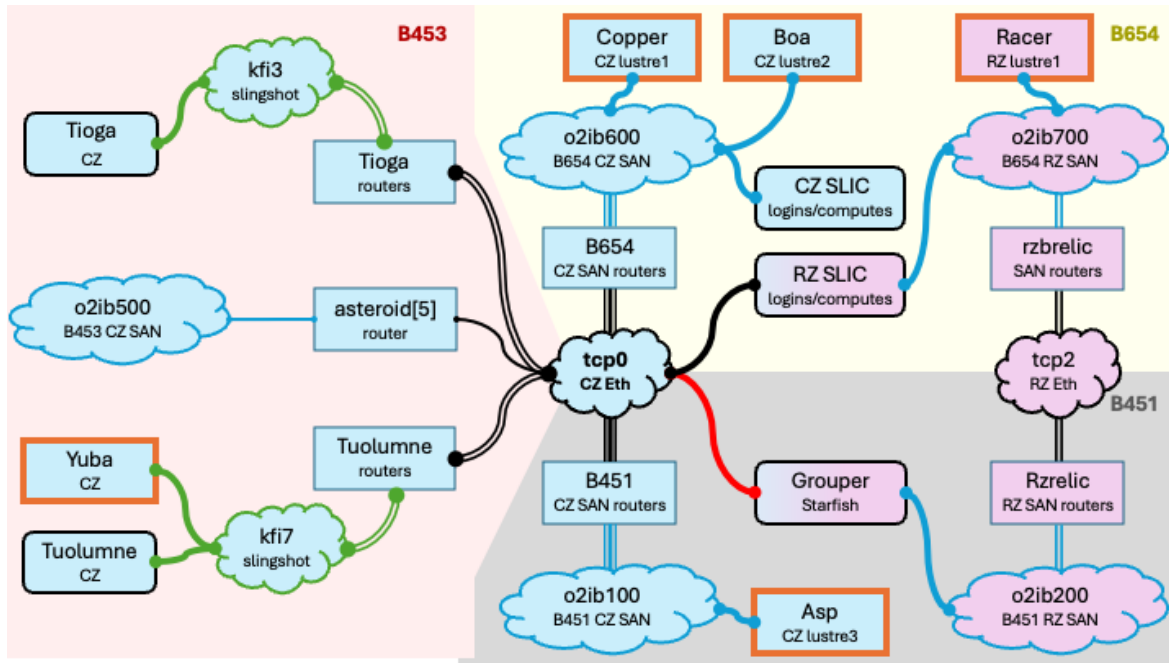 B453
kfi3
slingshot
Tioga
CZ
Tioga
routers
o2ib500
B453 CZ SAN
asteroid[5]
router
Yuba
CZ
Tuolumne
routers
Tuolumne
CZ
kfi7
slingshot
B654
Copper
CZ lustre1
Boa
CZ lustre2
Racer
RZ lustre1
o2ib600
B654 CZ SAN
o2ib700
B654 RZ SAN
CZ SLIC
logins/computes
B654
CZ SAN routers
RZ SLIC
logins/computes
rzbrelic
SAN routers
tcp0
CZ Eth
tcp2
RZ Eth
B451
B451
CZ SAN routers
Grouper
Starfish
Rzrelic
RZ SAN routers
o2ib100
B451 CZ SAN
Asp
CZ lustre3
o2ib200
B451 RZ SAN